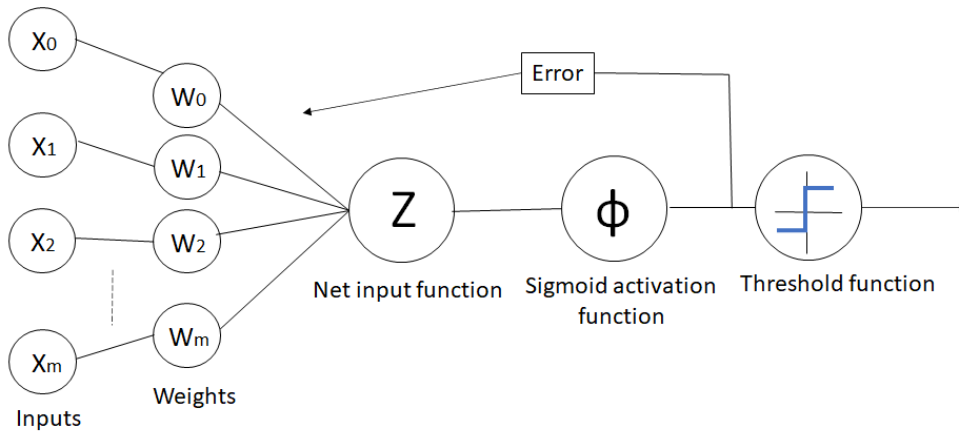 X0
X1
X2
Xm
Inputs
W0
W1
W2
Wm
Weights
Error
Z
Net input function
ϕ
Sigmoid activation
function
Threshold function